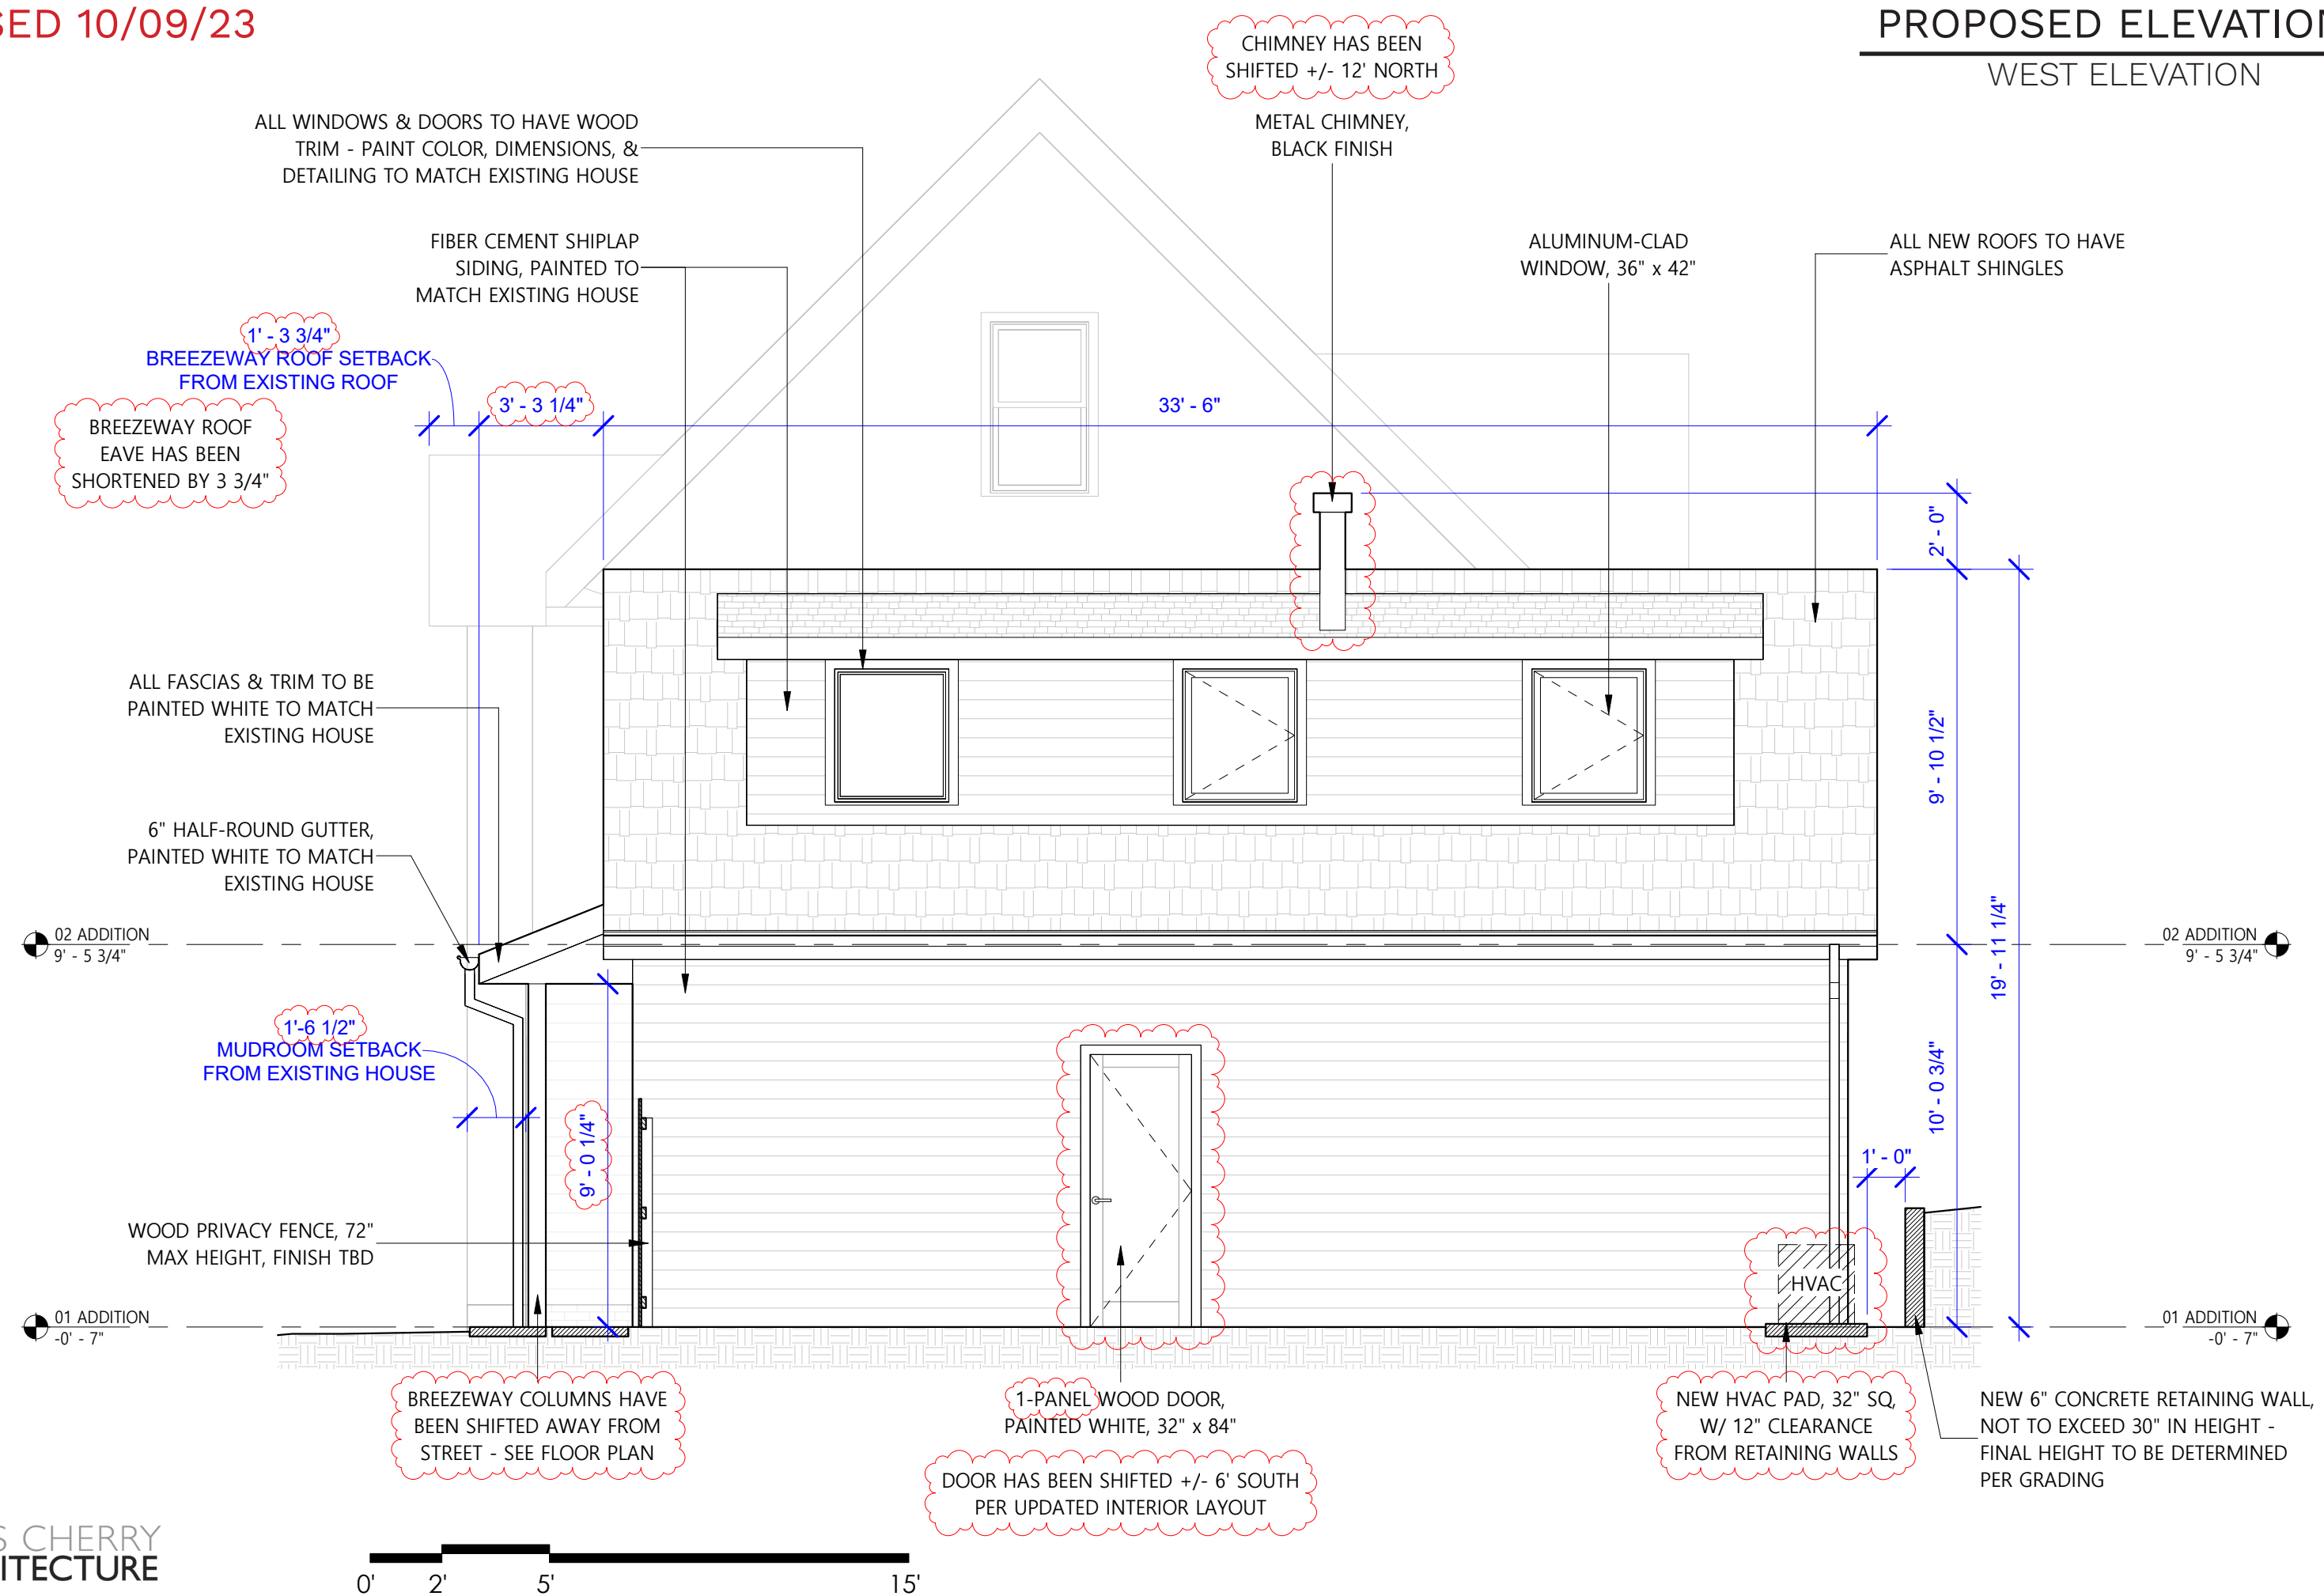 SED 10/09/23
PROPOSED ELEVATION
WEST ELEVATION
CHIMNEY HAS BEEN
SHIFTED +/- 12' NORTH
METAL CHIMNEY,
BLACK FINISH
ALL WINDOWS & DOORS TO HAVE WOOD
TRIM - PAINT COLOR, DIMENSIONS, &
DETAILING TO MATCH EXISTING HOUSE
FIBER CEMENT SHIPLAP
SIDING, PAINTED TO
MATCH EXISTING HOUSE
ALUMINUM-CLAD
WINDOW, 36" x 42"
ALL NEW ROOFS TO HAVE
ASPHALT SHINGLES
1' - 3 3/4"
BREEZEWAY ROOF SETBACK
FROM EXISTING ROOF
3' - 3 1/4"
33' - 6"
BREEZEWAY ROOF
EAVE HAS BEEN
SHORTENED BY 3 3/4"
2' - 0"
ALL FASCIAS & TRIM TO BE
PAINTED WHITE TO MATCH
EXISTING HOUSE
9' - 10 1/2"
6" HALF-ROUND GUTTER,
PAINTED WHITE TO MATCH
EXISTING HOUSE
02 ADDITION
9' - 5 3/4"
02 ADDITION
9' - 5 3/4"
19' - 11 1/4"
1'-6 1/2"
MUDROOM SETBACK
FROM EXISTING HOUSE
9' - 0 1/4"
10' - 0 3/4"
1' - 0"
WOOD PRIVACY FENCE, 72"
MAX HEIGHT, FINISH TBD
HVAC
01 ADDITION
-0' - 7"
01 ADDITION
-0' - 7"
BREEZEWAY COLUMNS HAVE
BEEN SHIFTED AWAY FROM
STREET - SEE FLOOR PLAN
1-PANEL WOOD DOOR,
PAINTED WHITE, 32" x 84"
DOOR HAS BEEN SHIFTED +/- 6' SOUTH
PER UPDATED INTERIOR LAYOUT
NEW HVAC PAD, 32" SQ,
W/ 12" CLEARANCE
FROM RETAINING WALLS
NEW 6" CONCRETE RETAINING WALL,
NOT TO EXCEED 30" IN HEIGHT -
FINAL HEIGHT TO BE DETERMINED
PER GRADING
S CHERRY
ITECTURE
0' 2' 5' 15'